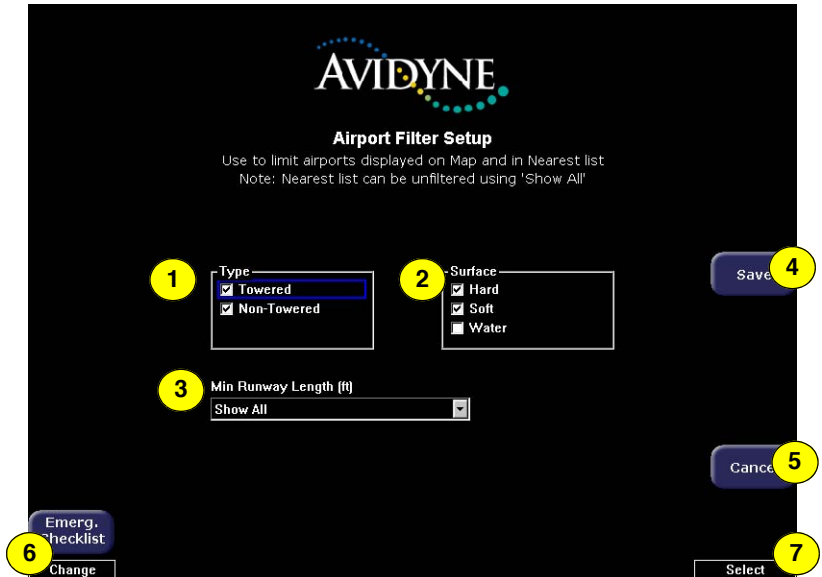 AVIDYNE
Airport Filter Setup
Use to limit airports displayed on Map and in Nearest list
Note: Nearest list can be unfiltered using 'Show All'
1
Type
Towered
Non-Towered
2
Surface
Hard
Soft
Water
Save
4
3
Min Runway Length (ft)
Show All
Cance
5
Emerg.
hecklist
6
Change
7
Select